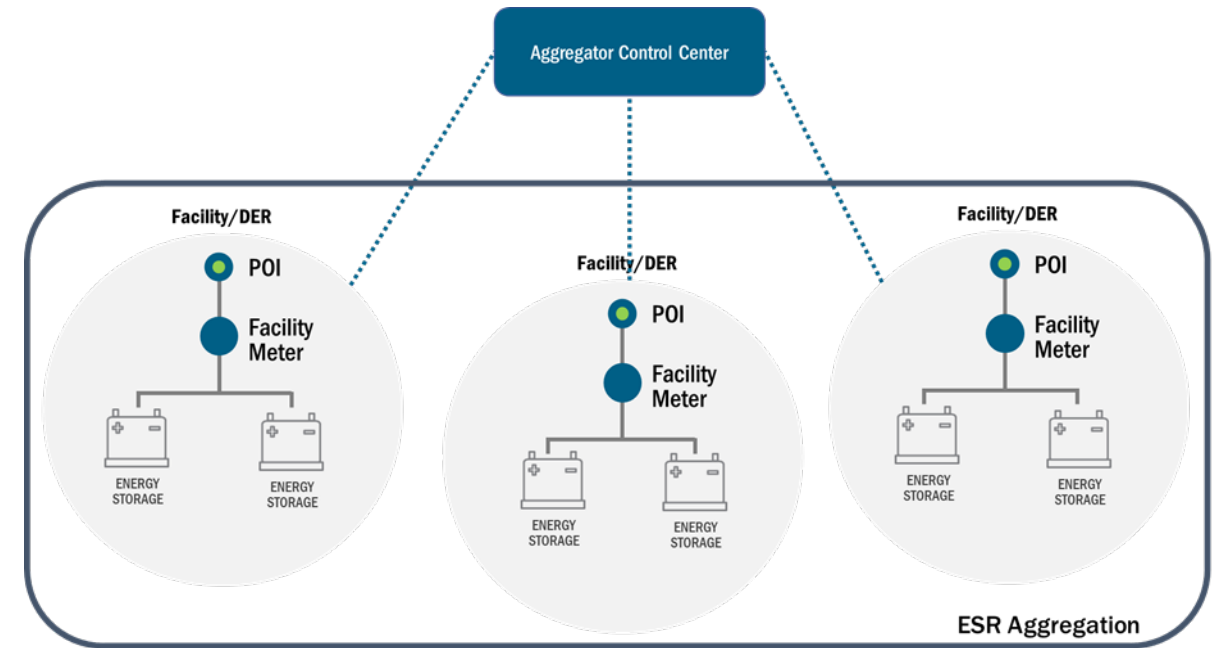 Aggregator Control Center
Facility/DER
POI
Facility
Meter
ENERGY
STORAGE
ENERGY
STORAGE
Facility/DER
POI
Facility
Meter
ENERGY
STORAGE
ENERGY
STORAGE
Facility/DER
POI
Facility
Meter
ENERGY
STORAGE
ENERGY
STORAGE
ESR Aggregation